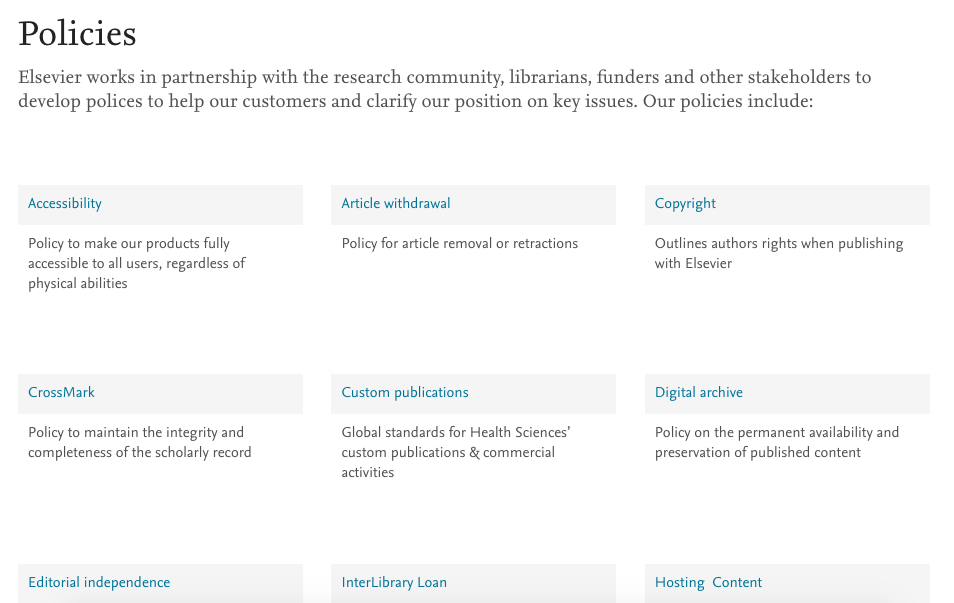 Policies
Elsevier works in partnership with the research community, librarians, funders and other stakeholders to
develop polices to help our customers and clarify our position on key issues. Our policies include:
Accessibility
Policy to make our products fully
accessible to all users, regardless of
physical abilities
Article withdrawal
Policy for article removal or retractions
Copyright
Outlines authors rights when publishing
with Elsevier
CrossMark
Policy to maintain the integrity and
completeness of the scholarly record
Custom publications
Global standards for Health Sciences’
custom publications & commercial
activities
Digital archive
Policy on the permanent availability and
preservation of published content
Editorial independence
InterLibrary Loan
Hosting  Content